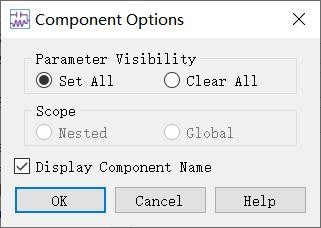 Component Options
Parameter Visibility
Set All Clear All
Scope
Nested Global
Display Component Name
OK Cancel Help